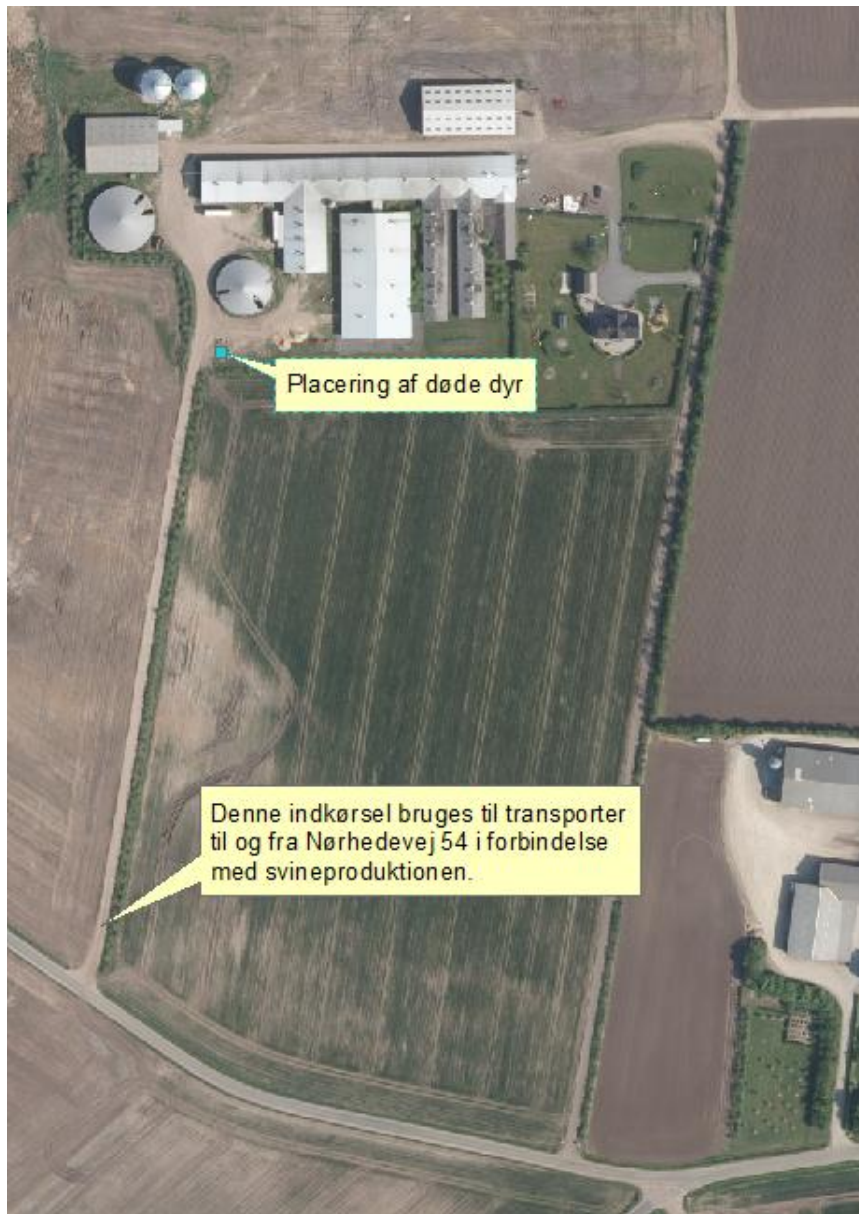 Placering af døde dyr
Denne indkørsel bruges til transporter
til og fra Nørhedevej 54 i forbindelse
med svineproduktionen.